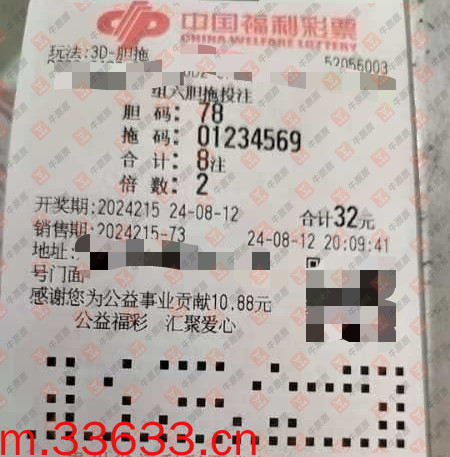 中国福利彩票
CHINA WELFARE LOTTERY
玩法:3D-胆拖
52056003
组六胆拖投注
胆 码: 78
拖 码: 01234569
合 计: 8注
倍 数: 2
开奖期:2024215 24-08-12 合计32元
销售期:2024215-73 24-08-12 20:09:41
地址:
号门面
感谢您为公益事业贡献10.88元
公益福彩 汇聚爱心
m.33633.cn